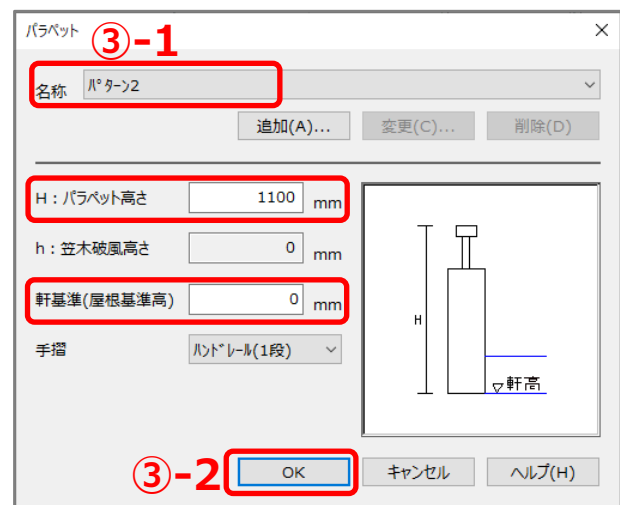 パラペット
③-1
名称 ﾊﾟﾀｰﾝ2
追加(A)... 変更(C)... 削除(D)
H：パラペット高さ 1100 mm
h：笠木破風高さ 0 mm
軒基準(屋根基準高) 0 mm
手摺 ﾊﾝﾄﾞﾚｰﾙ(1段)
H
▽軒高
③-2
OK キャンセル ヘルプ(H)